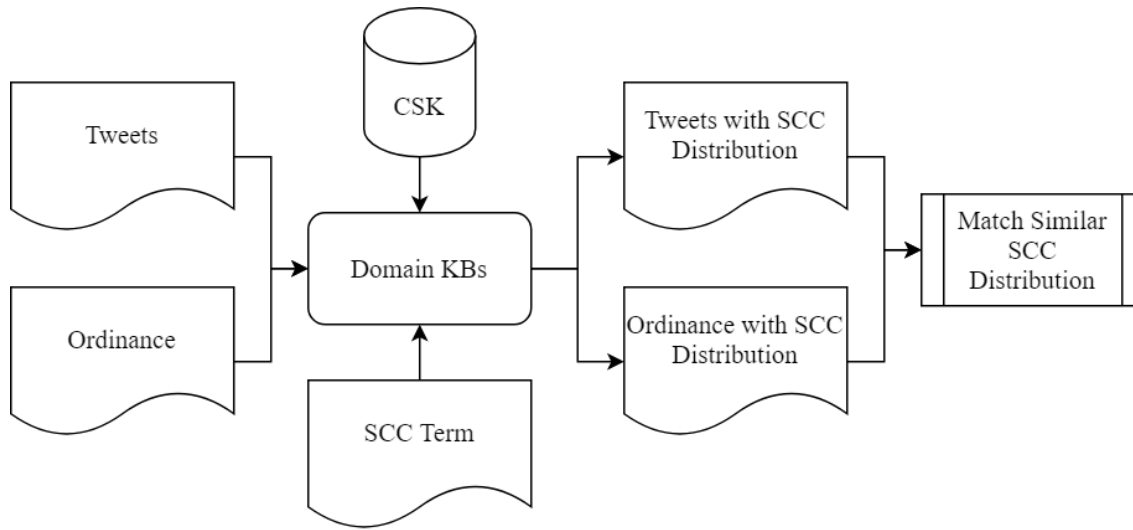 CSK
Tweets
Tweets with SCC
Distribution
Match Similar
SCC
Distribution
Domain KBs
Ordinance
Ordinance with SCC
Distribution
SCC Term